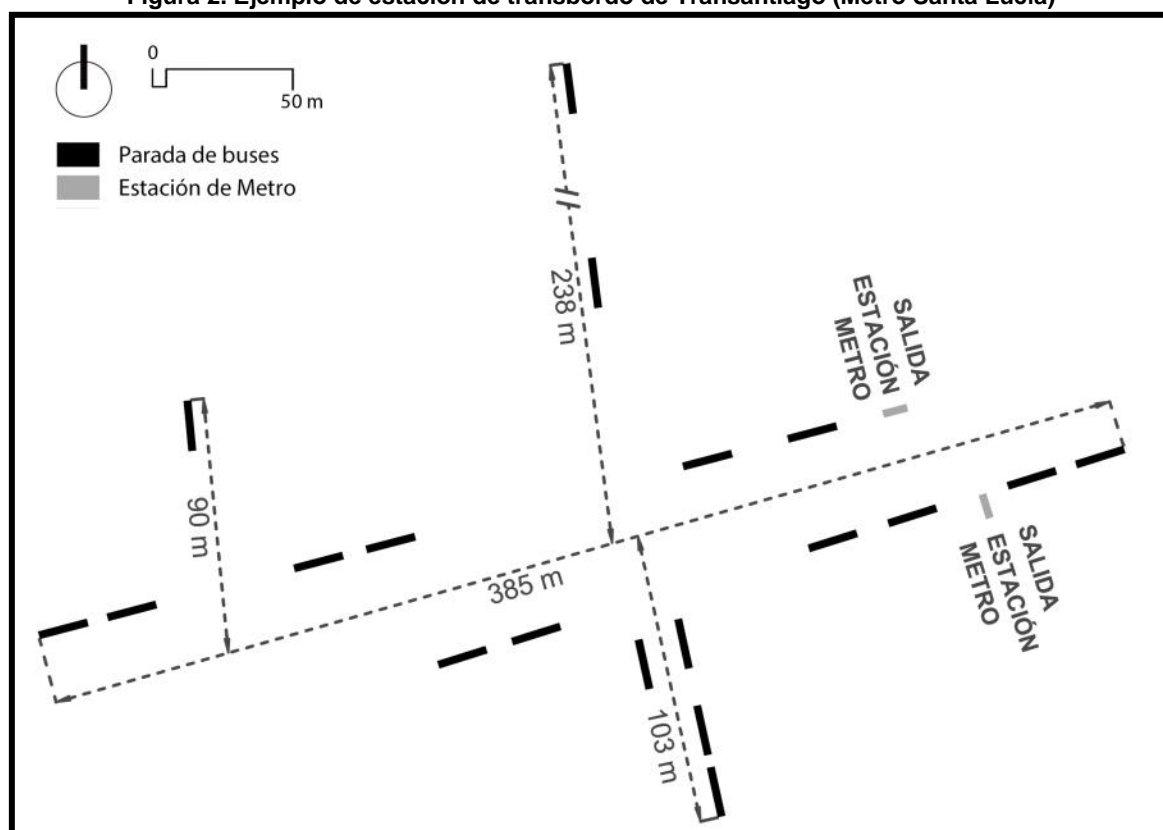 Figura 2. Ejemplo de estación de transbordo de Transantiago (Metro Santa Lucía)
0
50 m
Parada de buses
Estación de Metro
238 m
SALIDA
ESTACIÓN
METRO
90 m
385 m
SALIDA
ESTACIÓN
METRO
103 m